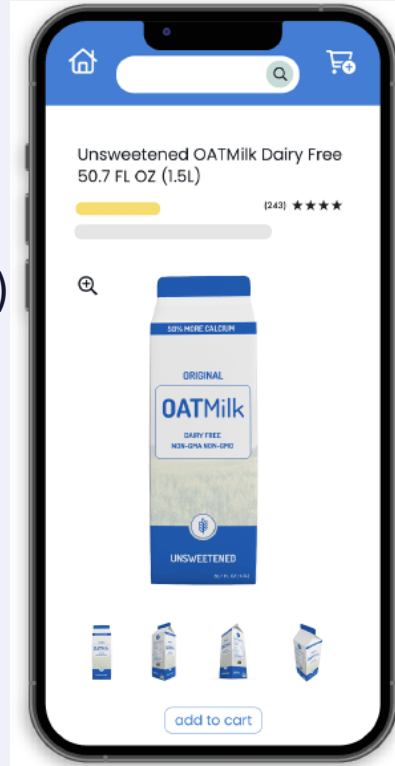 Unsweetened OATMilk Dairy Free
50.7 FL OZ (1.5L)
(243) ★★★★
50% MORE CALCIUM
ORIGINAL
OATMilk
DAIRY FREE
NON-GMA NON-GMO
UNSWEETENED
add to cart